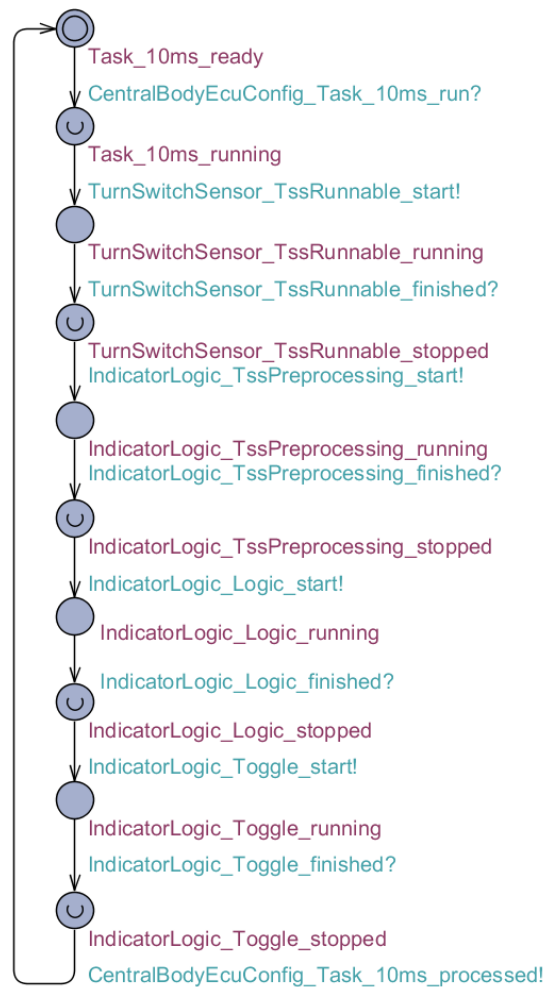 Task_10ms_ready
CentralBodyEcuConfig_Task_10ms_run?
Task_10ms_running
TurnSwitchSensor_TssRunnable_start!
TurnSwitchSensor_TssRunnable_running
TurnSwitchSensor_TssRunnable_finished?
TurnSwitchSensor_TssRunnable_stopped
IndicatorLogic_TssPreprocessing_start!
IndicatorLogic_TssPreprocessing_running
IndicatorLogic_TssPreprocessing_finished?
IndicatorLogic_TssPreprocessing_stopped
IndicatorLogic_Logic_start!
IndicatorLogic_Logic_running
IndicatorLogic_Logic_finished?
IndicatorLogic_Logic_stopped
IndicatorLogic_Toggle_start!
IndicatorLogic_Toggle_running
IndicatorLogic_Toggle_finished?
IndicatorLogic_Toggle_stopped
CentralBodyEcuConfig_Task_10ms_processed!